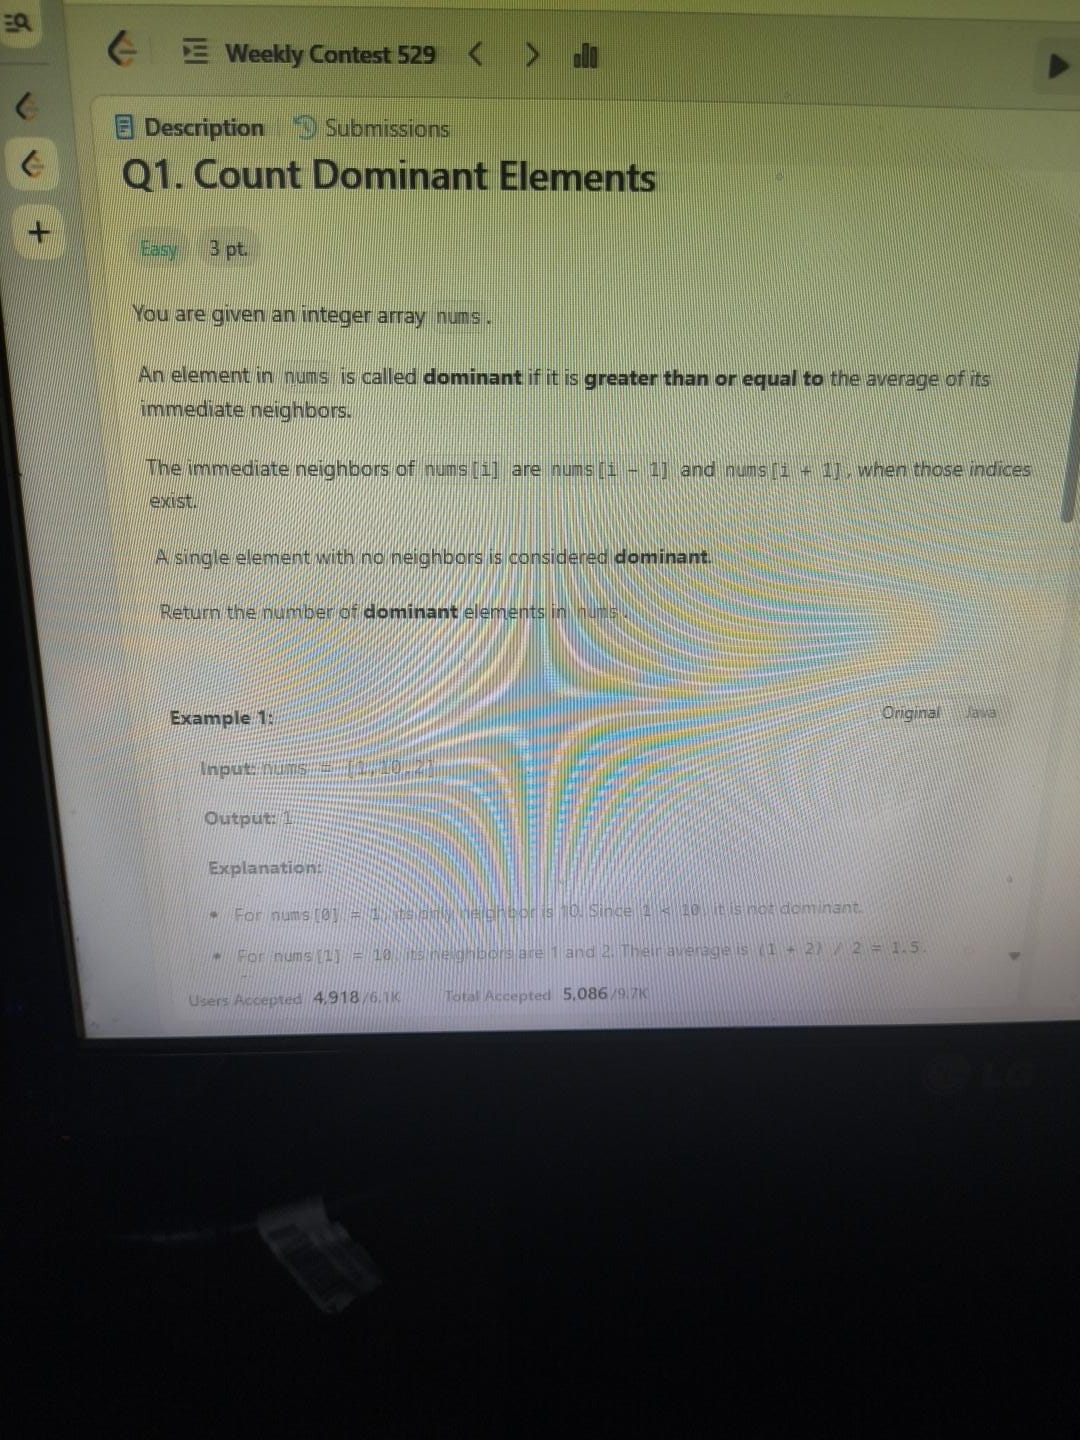 Weekly Contest 529
Description Submissions
Q1. Count Dominant Elements
Easy 3 pt.
You are given an integer array nums.
An element in nums is called dominant if it is greater than or equal to the average of its
immediate neighbors.
The immediate neighbors of nums[i] are nums[i - 1] and nums[i + 1], when those indices
exist.
A single element with no neighbors is considered dominant.
Return the number of dominant elements in nums.
Example 1:
Original Java
Input: nums = [1,10,2]
Output: 1
Explanation:
• For nums[0] = 1, its only neighbor is 10. Since 1 < 10, it is not dominant.
• For nums[1] = 10, its neighbors are 1 and 2. Their average is (1 + 2) / 2 = 1.5.
Users Accepted 4,918/6.1K Total Accepted 5,086/9.7K
LG